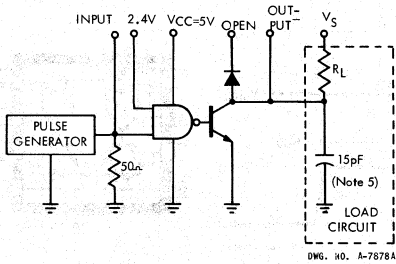 INPUT 2.4V VCC=5V OPEN OUT-
PUT VS
RL
PULSE
GENERATOR
50Ω
15pF
(Note 5)
LOAD
CIRCUIT
DWG. NO. A-7878A